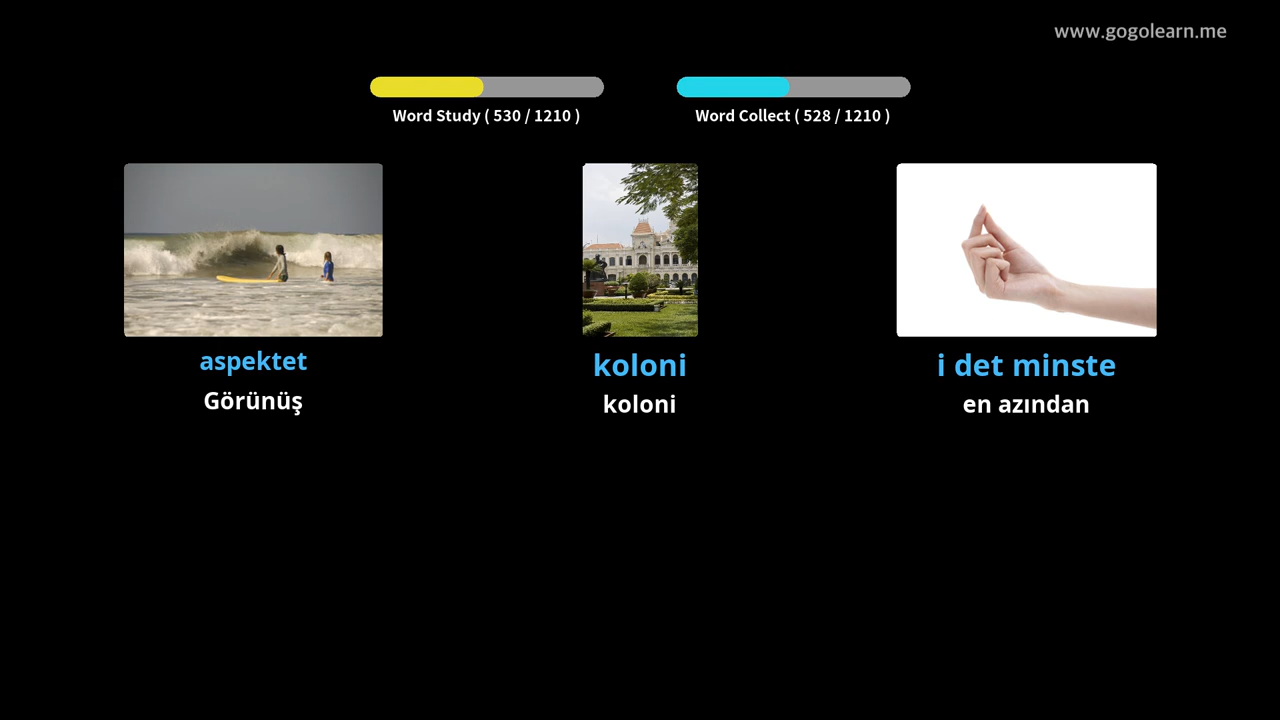 www.gogolearn.me
Word Study ( 530 / 1210 )
Word Collect ( 528 / 1210 )
aspektet
Görünüş
koloni
koloni
i det minste
en azından